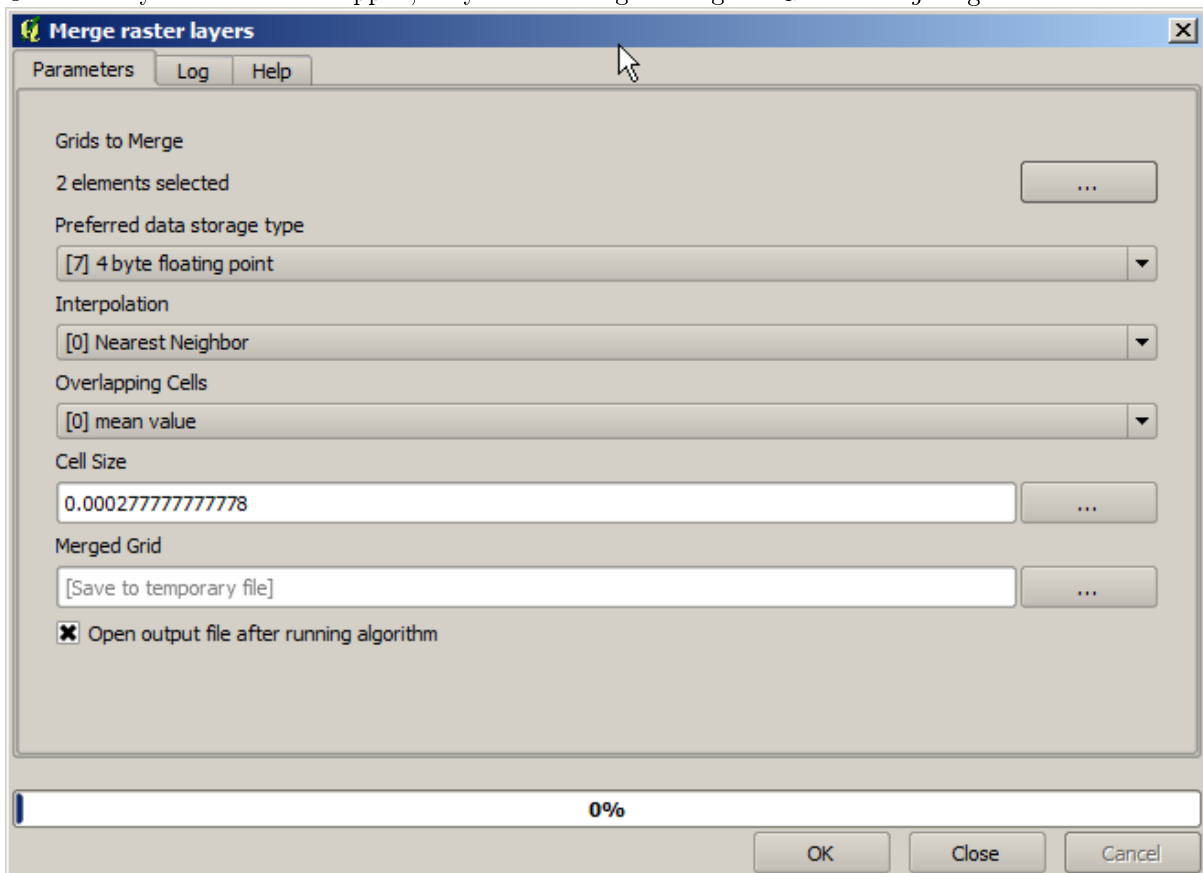 Merge raster layers
Parameters Log Help
Grids to Merge
2 elements selected
...
Preferred data storage type
[7] 4 byte floating point
Interpolation
[0] Nearest Neighbor
Overlapping Cells
[0] mean value
Cell Size
0.000277777777778
...
Merged Grid
[Save to temporary file]
...
Open output file after running algorithm
0%
OK Close Cancel